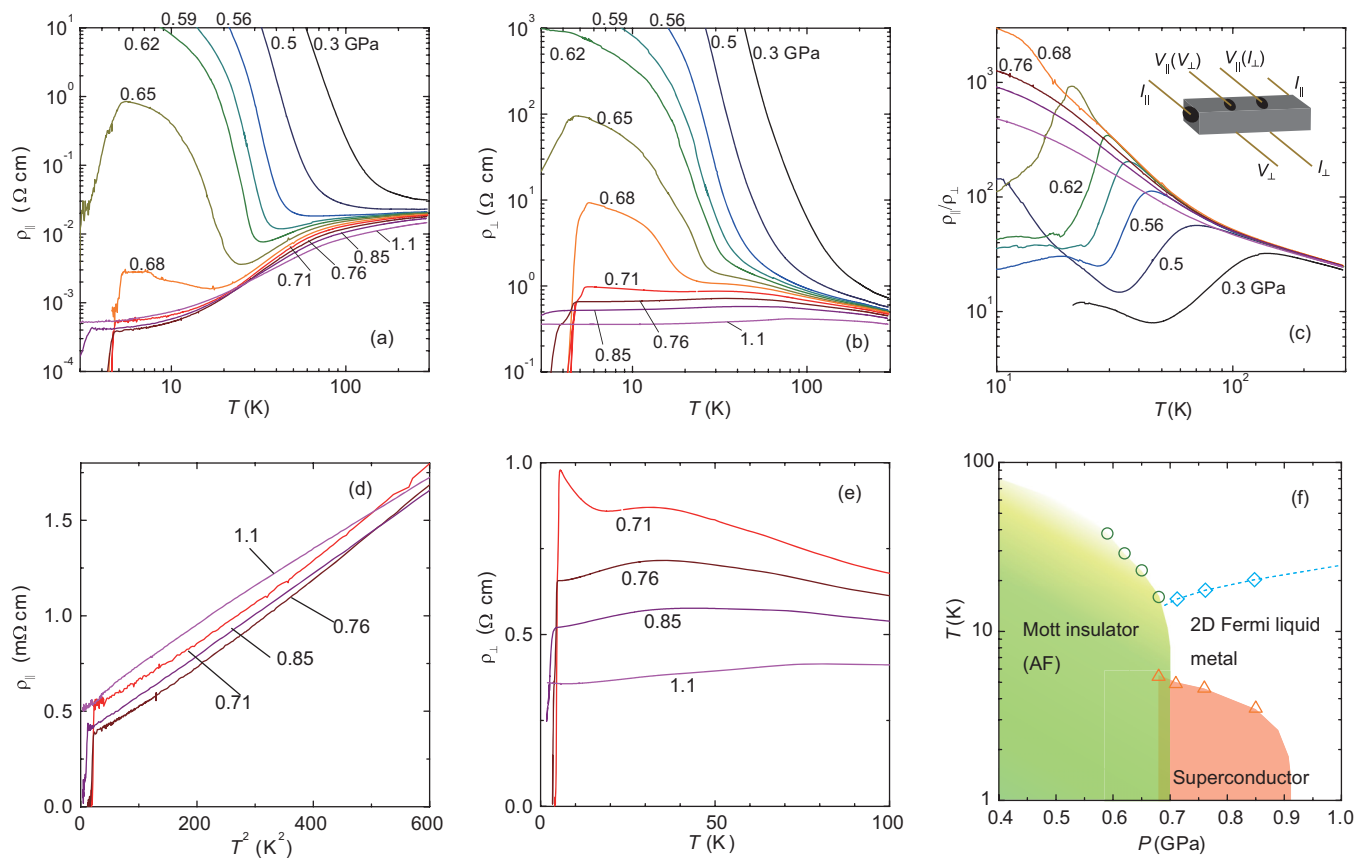 10¹
10⁰
10⁻¹
10⁻²
10⁻³
10⁻⁴
ρ∥ (Ω cm)
0.59
0.56
0.62
0.5
0.3 GPa
0.65
0.68
0.71
0.76
0.85
1.1
(a)
10
100
T (K)
10³
10²
10¹
10⁰
10⁻¹
ρ⊥ (Ω cm)
0.59
0.56
0.62
0.5
0.3 GPa
0.65
0.68
0.71
0.85
0.76
1.1
(b)
10
100
T (K)
10³
10²
10¹
ρ∥/ρ⊥
0.68
0.76
0.62
0.56
0.5
0.3 GPa
V∥(V⊥)
V∥(I⊥)
I∥
I∥
V⊥
I⊥
(c)
10¹
10²
T (K)
1.5
1.0
0.5
0.0
ρ∥ (mΩ cm)
(d)
1.1
0.76
0.85
0.71
0
200
400
600
T² (K²)
1.0
0.5
0.0
ρ⊥ (Ω cm)
(e)
0.71
0.76
0.85
1.1
0
50
100
T (K)
100
10
1
T(K)
(f)
Mott insulator
(AF)
2D Fermi liquid
metal
Superconductor
0.4
0.5
0.6
0.7
0.8
0.9
1.0
P (GPa)